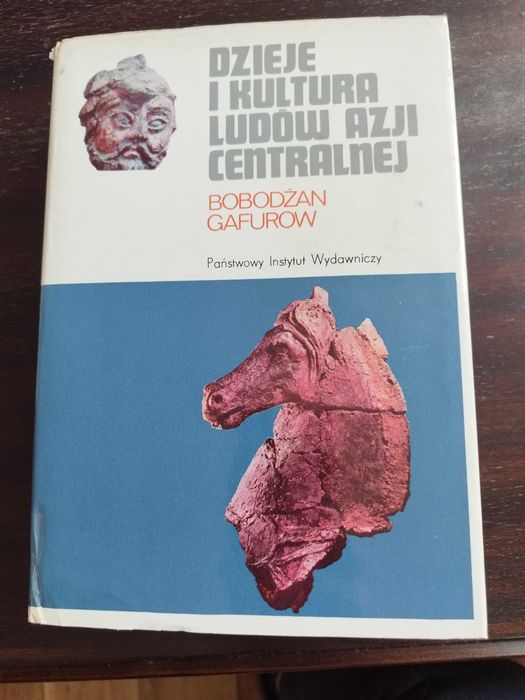 DZIEJE
I KULTURA
LUDÓW AZJI
CENTRALNEJ
BOBODŻAN
GAFUROW
Państwowy Instytut Wydawniczy